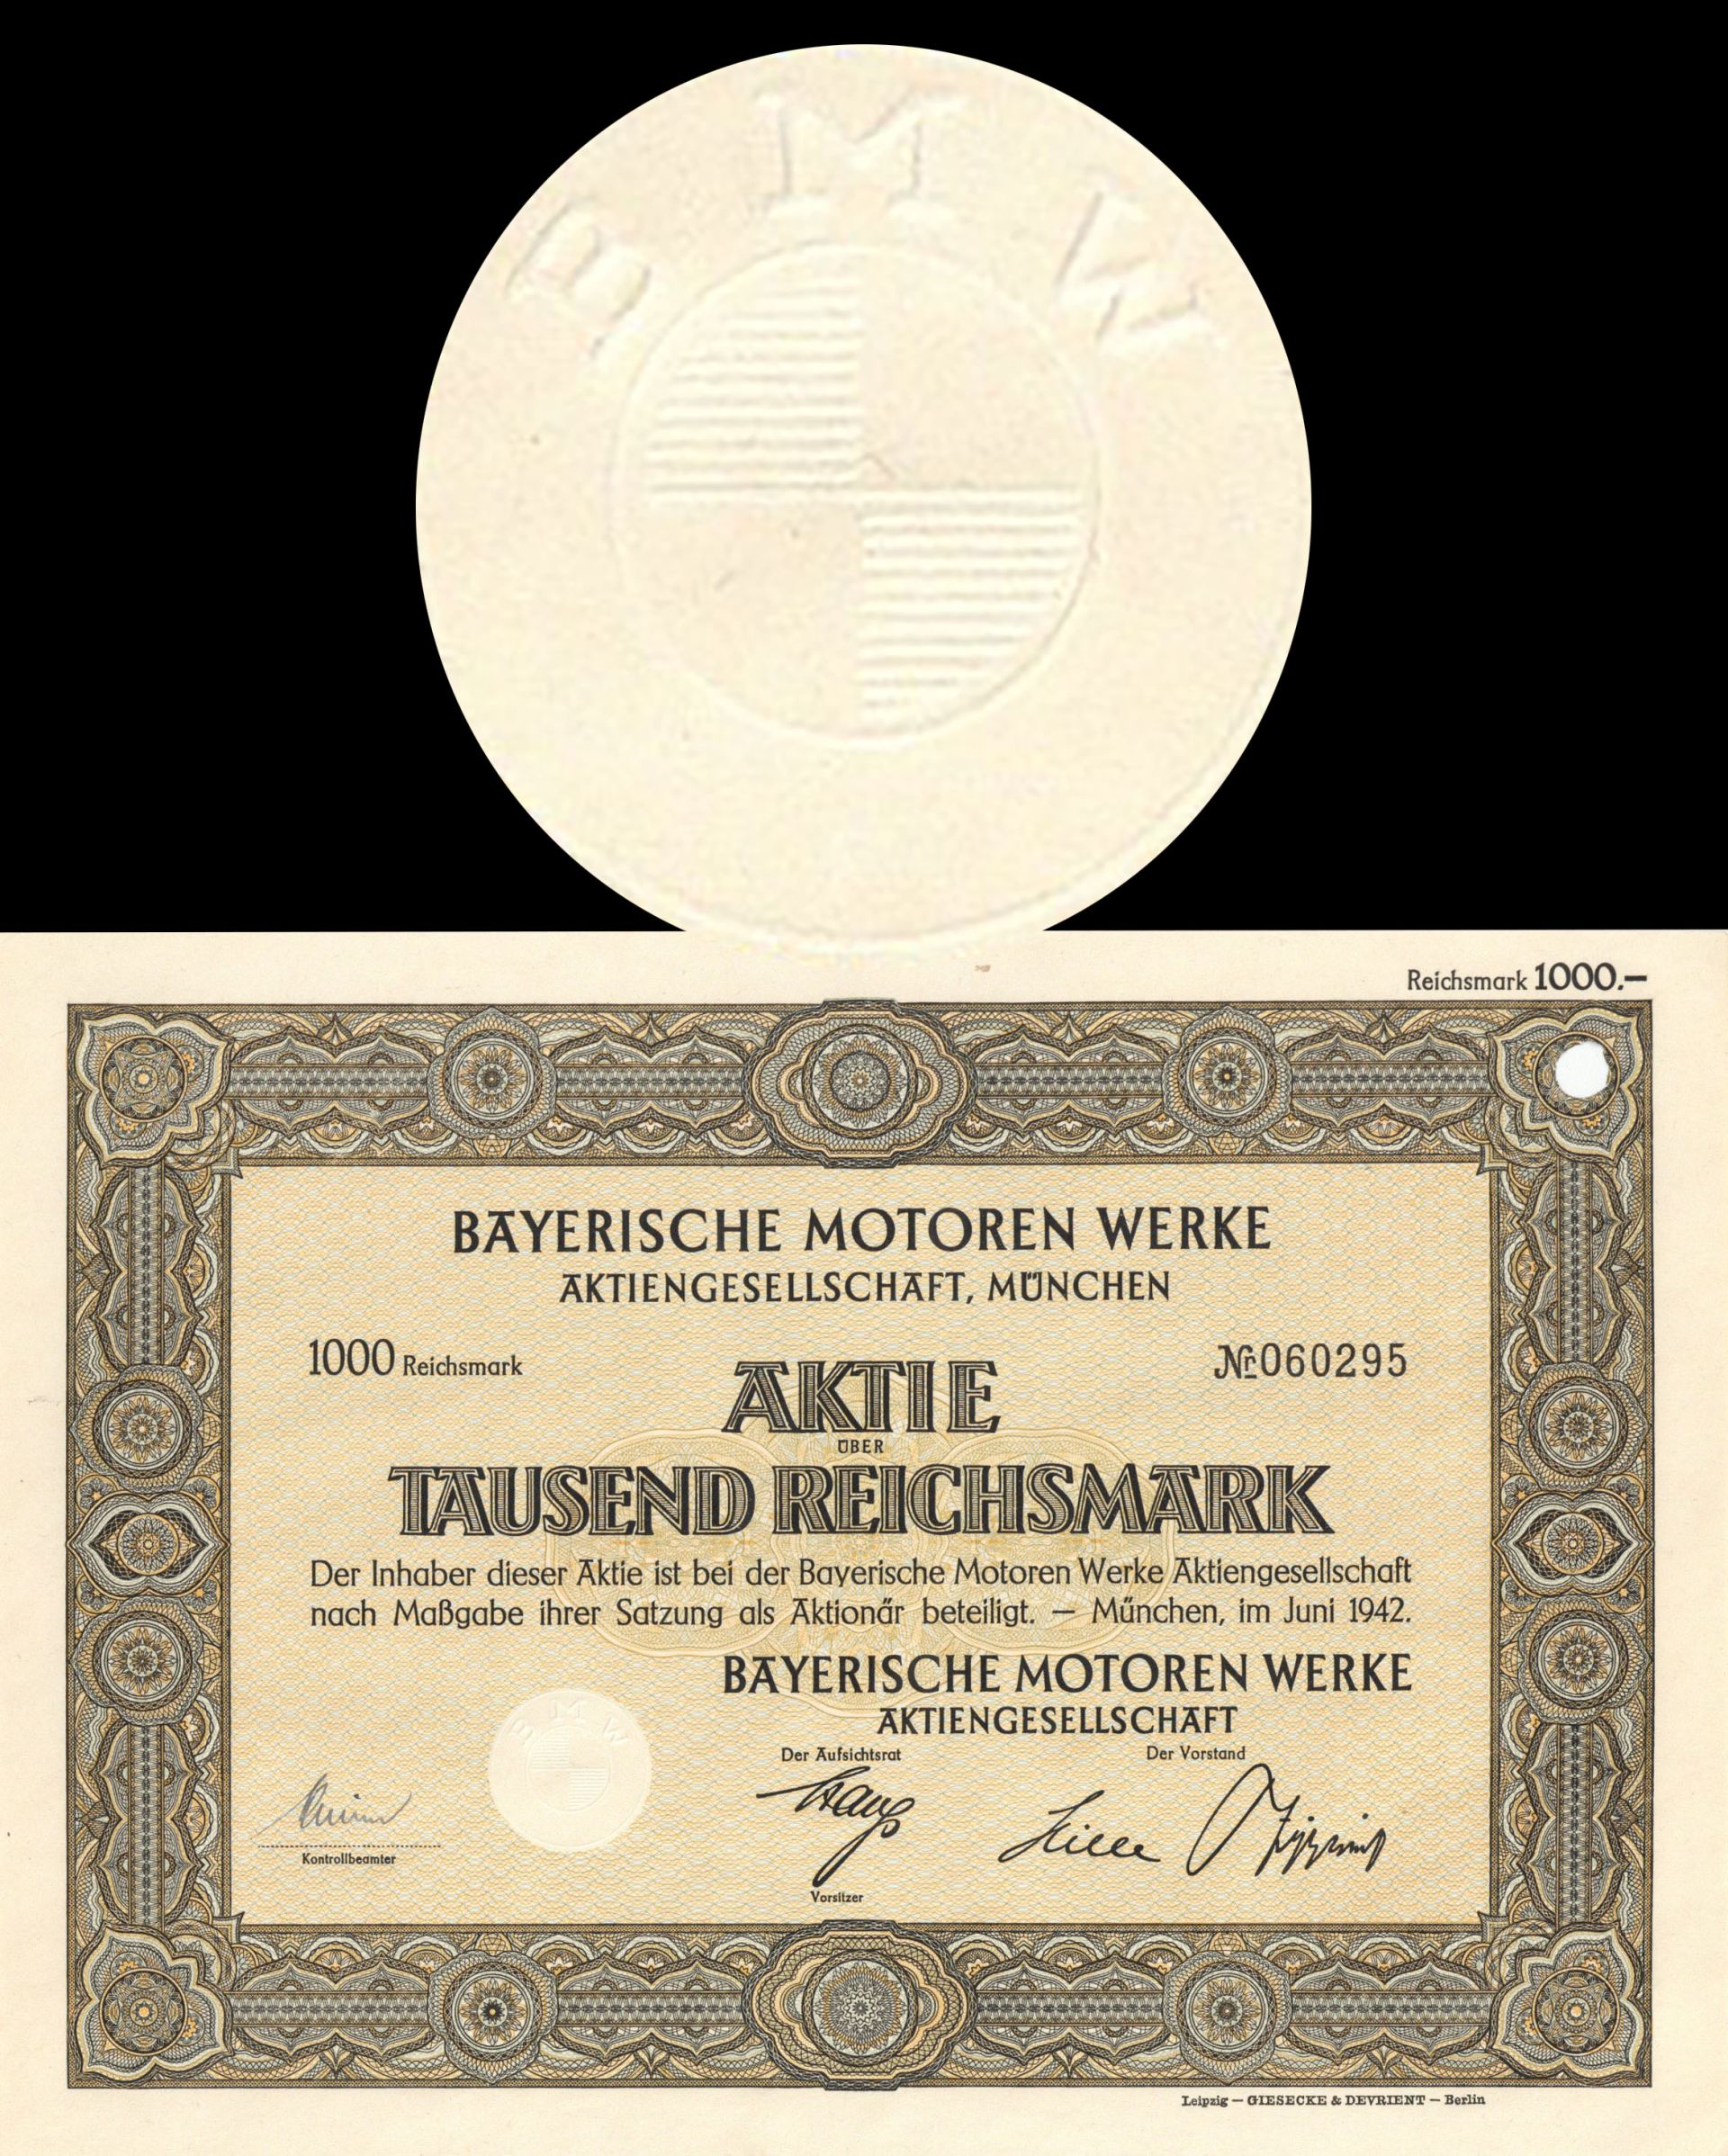 B M W
Reichsmark 1000.—
BAYERISCHE MOTOREN WERKE
AKTIENGESELLSCHAFT, MÜNCHEN
1000 Reichsmark
Nr. 060295
AKTIE
ÜBER
TAUSEND REICHSMARK
Der Inhaber dieser Aktie ist bei der Bayerische Motoren Werke Aktiengesellschaft
nach Maßgabe ihrer Satzung als Aktionär beteiligt. — München, im Juni 1942.
BAYERISCHE MOTOREN WERKE
AKTIENGESELLSCHAFT
Der Aufsichtsrat
Der Vorstand
B M W
Kontrollbeamter
Vorsitzer
Leipzig — GIESECKE & DEVRIENT — Berlin